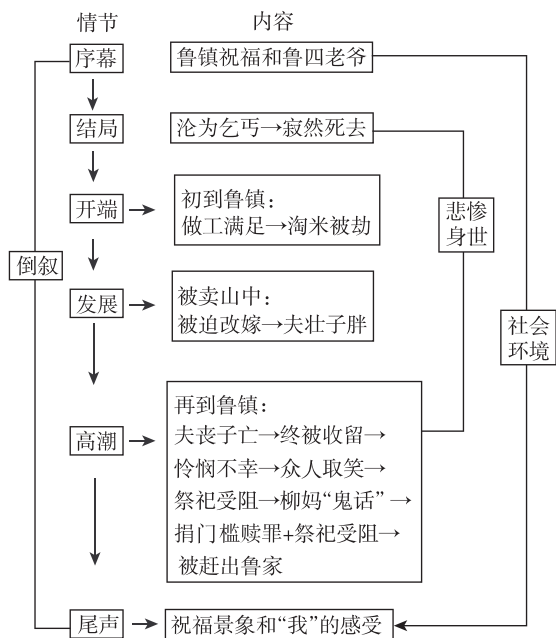 情节
内容
序幕
鲁镇祝福和鲁四老爷
结局
沦为乞丐→寂然死去
开端
初到鲁镇：
做工满足→淘米被劫
悲惨
身世
倒叙
发展
被卖山中：
被迫改嫁→夫壮子胖
社会
环境
高潮
再到鲁镇：
夫丧子亡→终被收留→
怜悯不幸→众人取笑→
祭祀受阻→柳妈“鬼话”→
捐门槛赎罪+祭祀受阻→
被赶出鲁家
尾声
祝福景象和“我”的感受